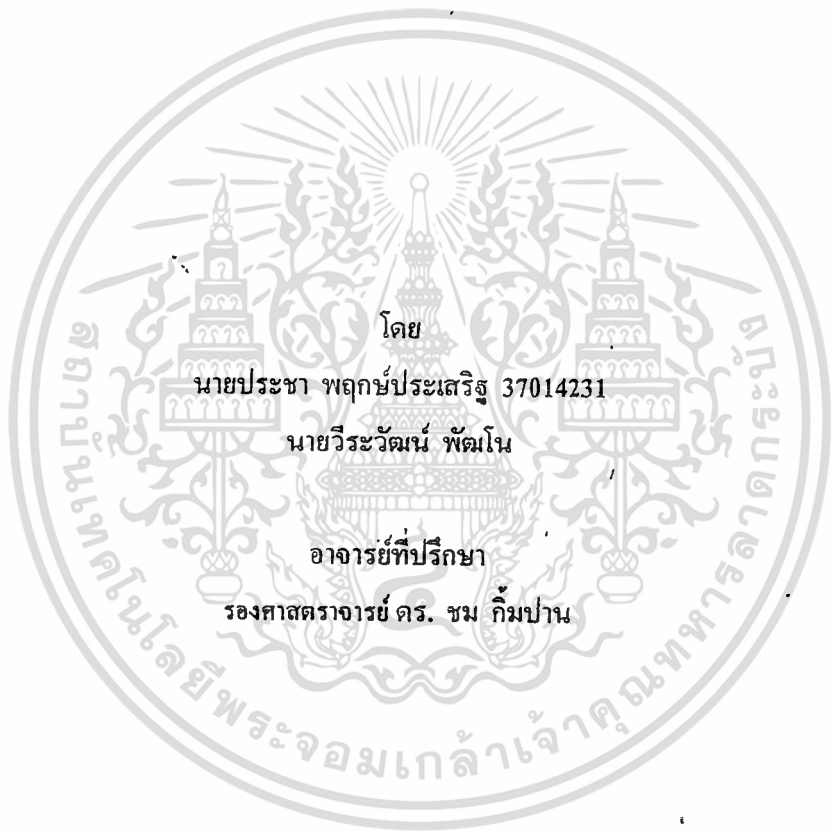 โดย
นายประชา พฤกษ์ประเสริฐ 37014231
นายวีระวัฒน์ พัฒโน
อาจารย์ที่ปรึกษา
รองศาสตราจารย์ ดร. ชม กิ้มปาน
สถาบันเทคโนโลยีพระจอมเกล้าเจ้าคุณทหารลาดกระบัง